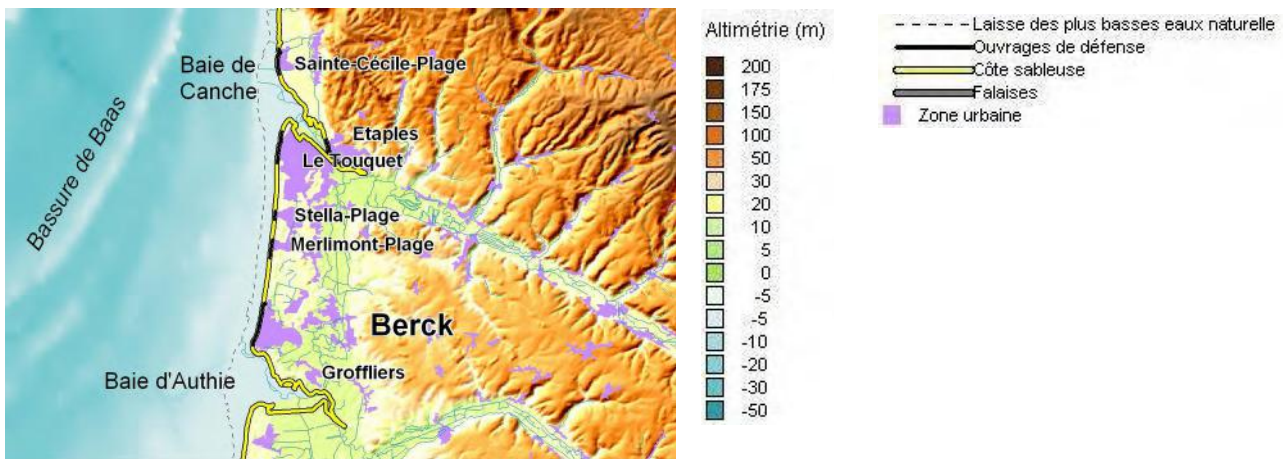 Baie de
Canche
Sainte-Cécile-Plage
Bassure de Baas
Etaples
Le Touquet
Stella-Plage
Merlimont-Plage
Berck
Baie d'Authie
Groffliers
Altimétrie (m)
200
175
150
100
50
30
20
10
5
0
-5
-5
-10
-20
-30
-50
Laisse des plus basses eaux naturelle
Ouvrages de défense
Côte sableuse
Falaises
Zone urbaine